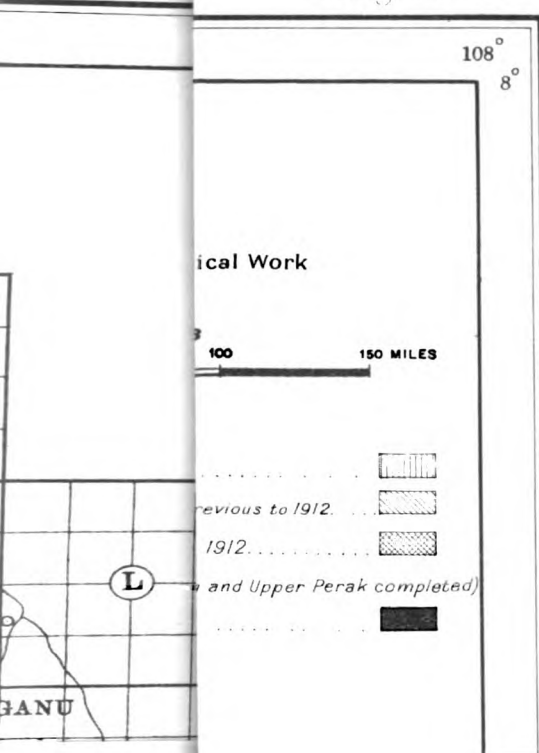 108°
8°
ical Work
100 150 MILES
revious to 1912.
1912
and Upper Perak completed)
L
GANU